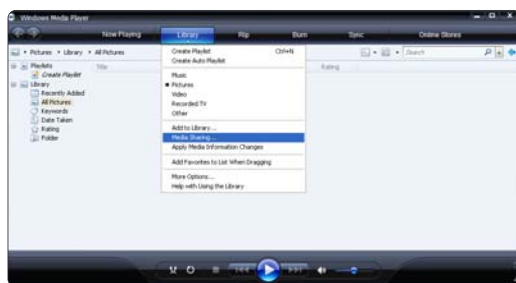 Windows Media Player
Now Playing
Library
Rip
Burn
Sync
Online Stores
Pictures
Library
All Pictures
Search
Playlists
Create Playlist
Library
Recently Added
All Pictures
Keywords
Date Taken
Rating
Folder
Title
Rating
Create Playlist Ctrl+N
Create Auto Playlist
Music
Pictures
Video
Recorded TV
Other
Add to Library...
Media Sharing...
Apply Media Information Changes
Add Favorites to List When Dragging
More Options...
Help with Using the Library